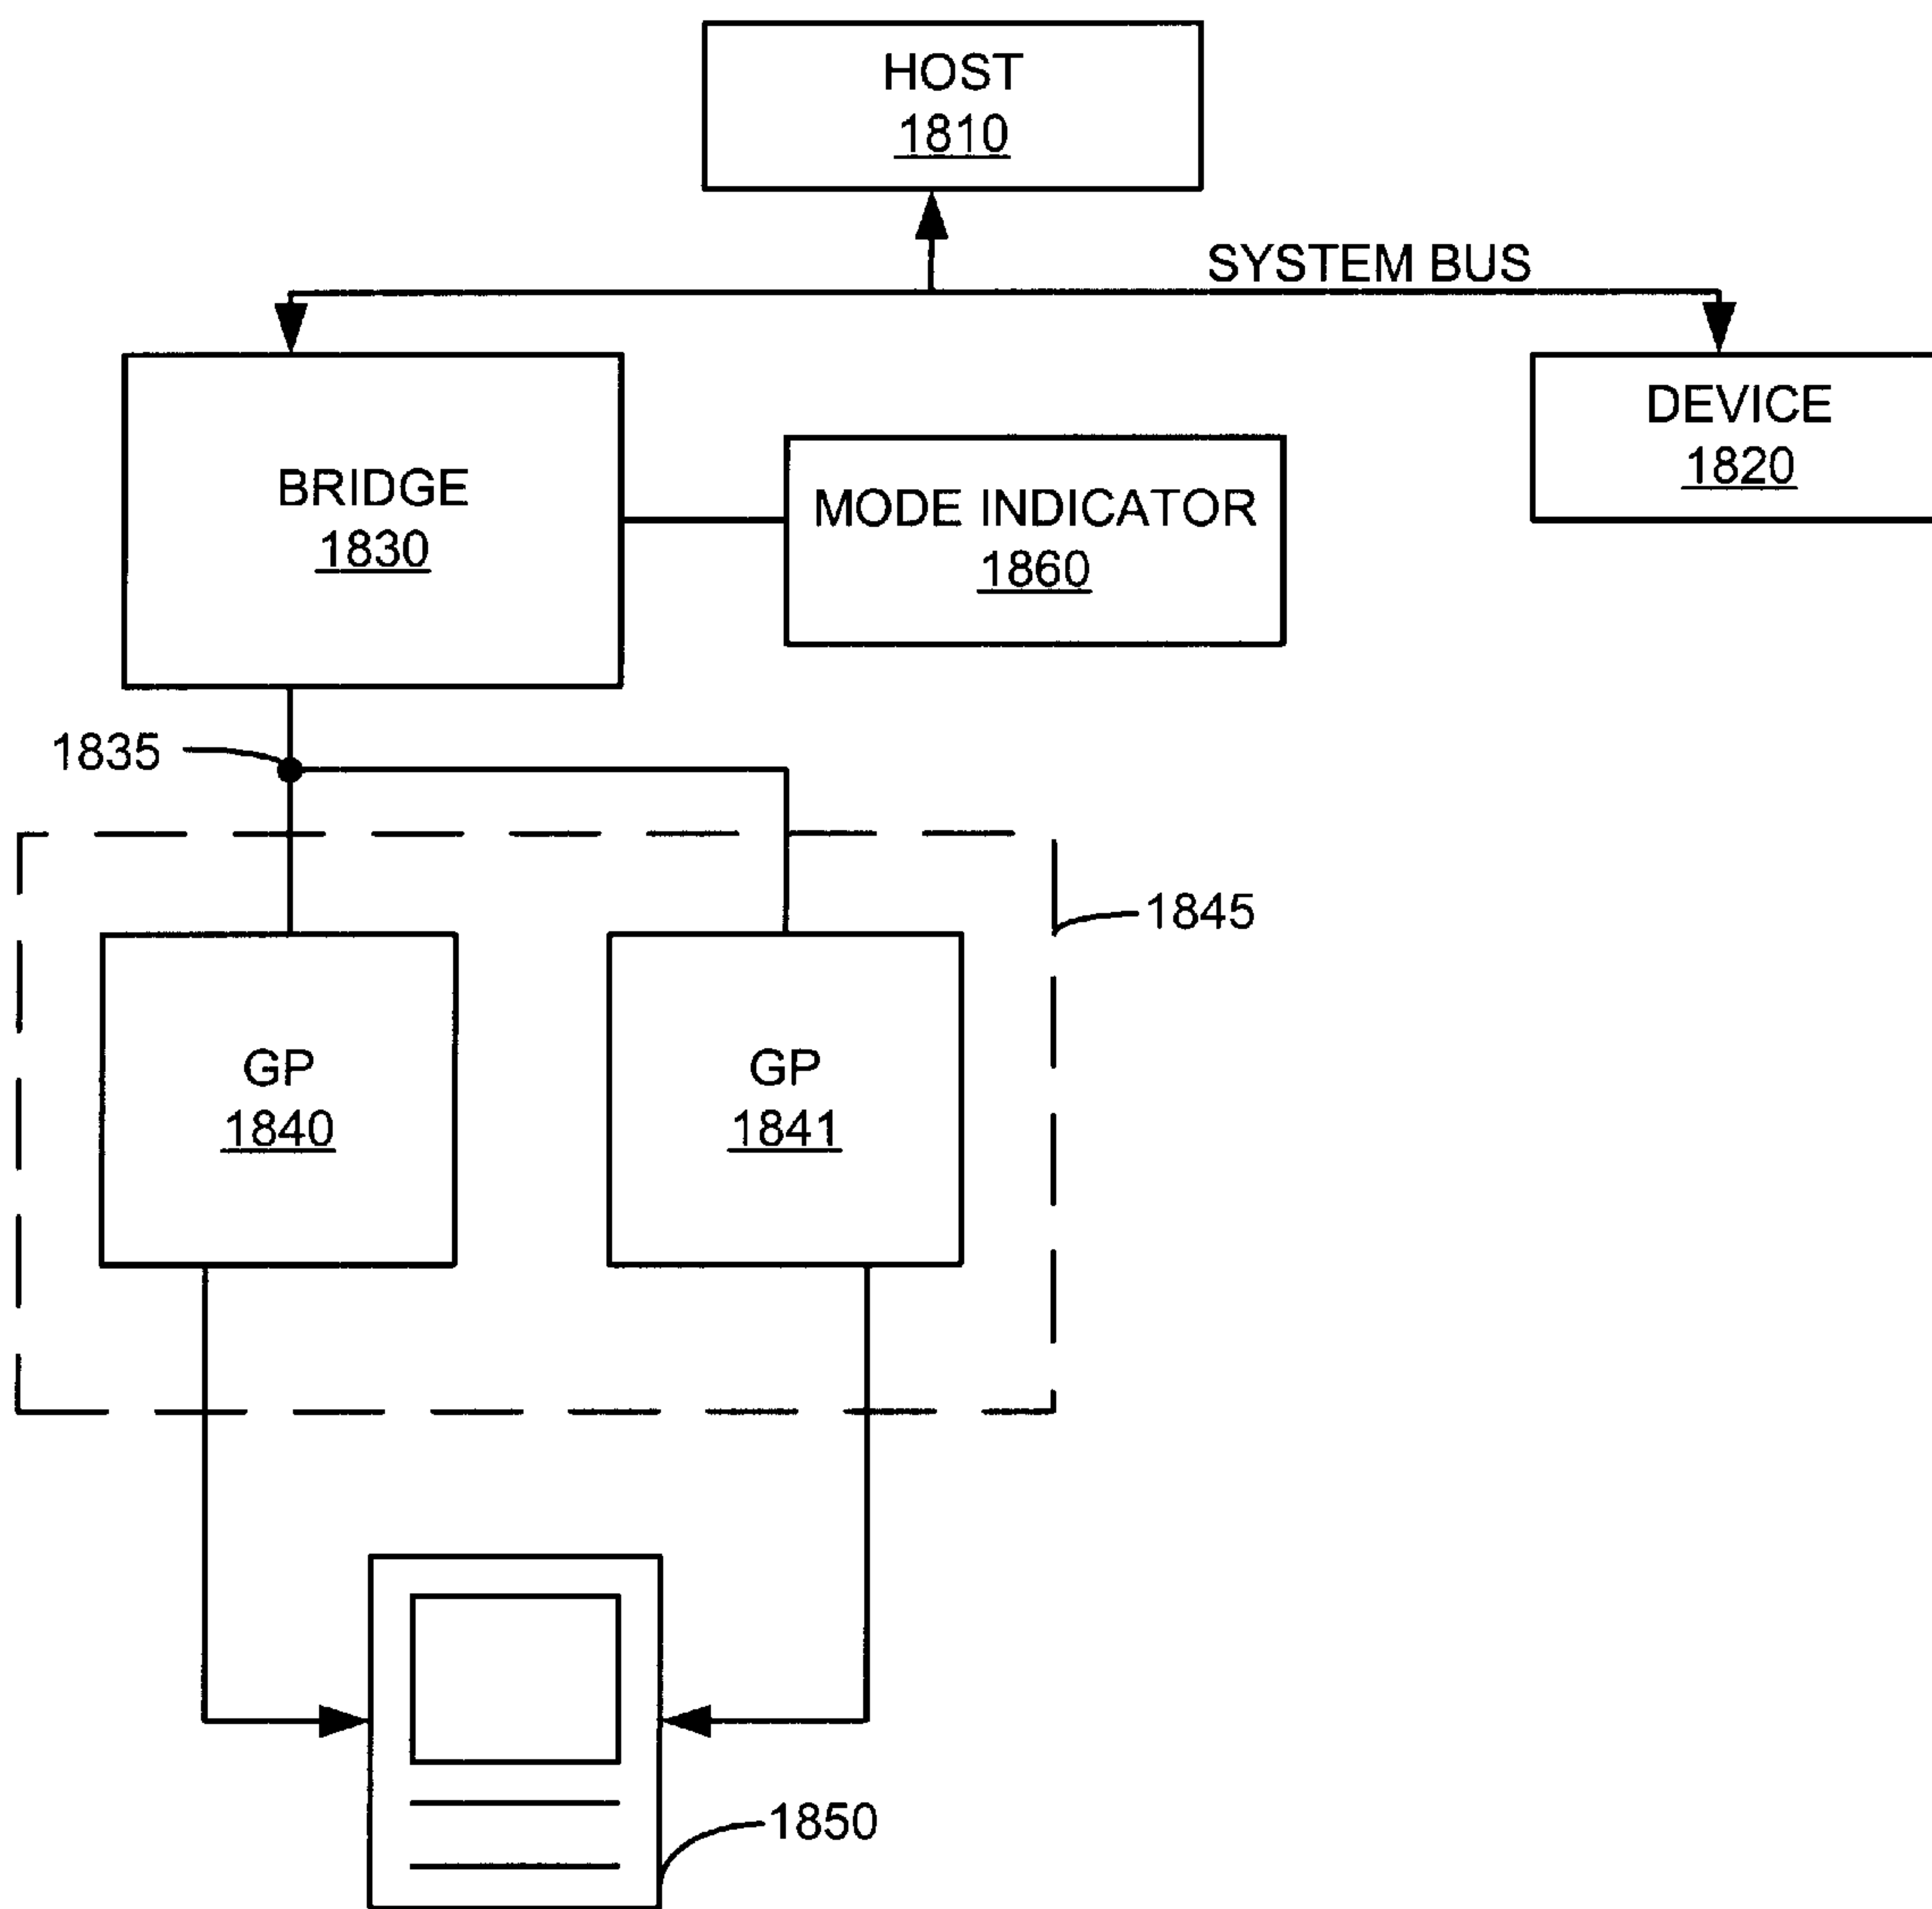 HOST
1810
SYSTEM BUS
DEVICE
1820
BRIDGE
1830
MODE INDICATOR
1860
1835
1845
GP
1840
GP
1841
1850